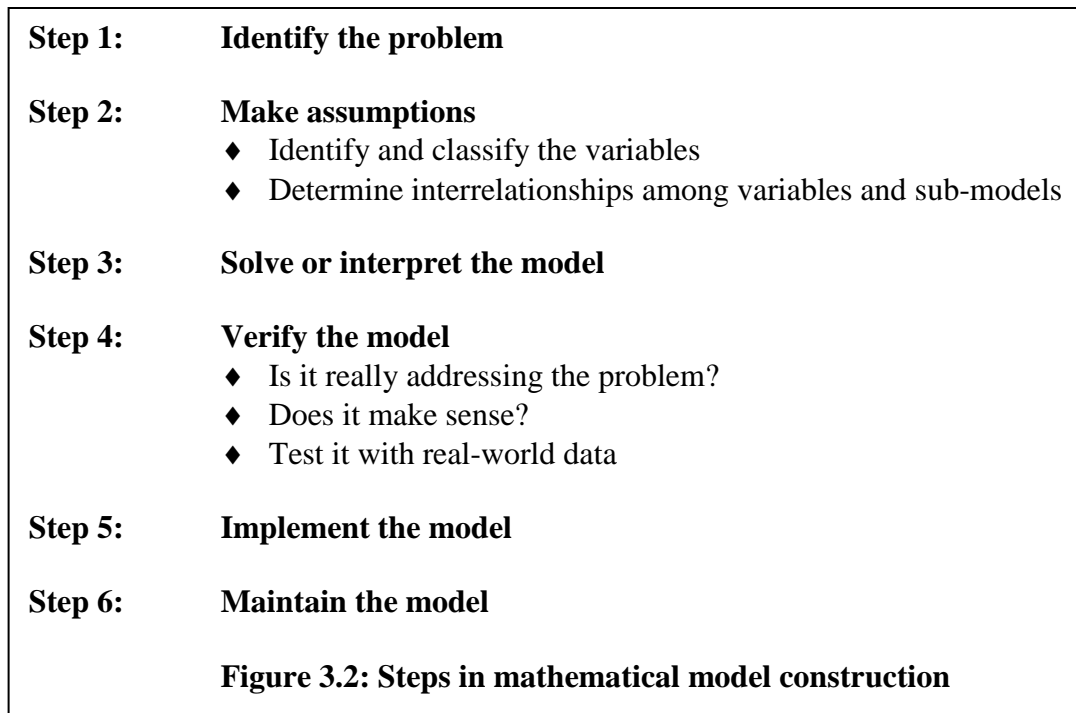 Step 1: Identify the problem
Step 2: Make assumptions
♦ Identify and classify the variables
♦ Determine interrelationships among variables and sub-models
Step 3: Solve or interpret the model
Step 4: Verify the model
♦ Is it really addressing the problem?
♦ Does it make sense?
♦ Test it with real-world data
Step 5: Implement the model
Step 6: Maintain the model
Figure 3.2: Steps in mathematical model construction